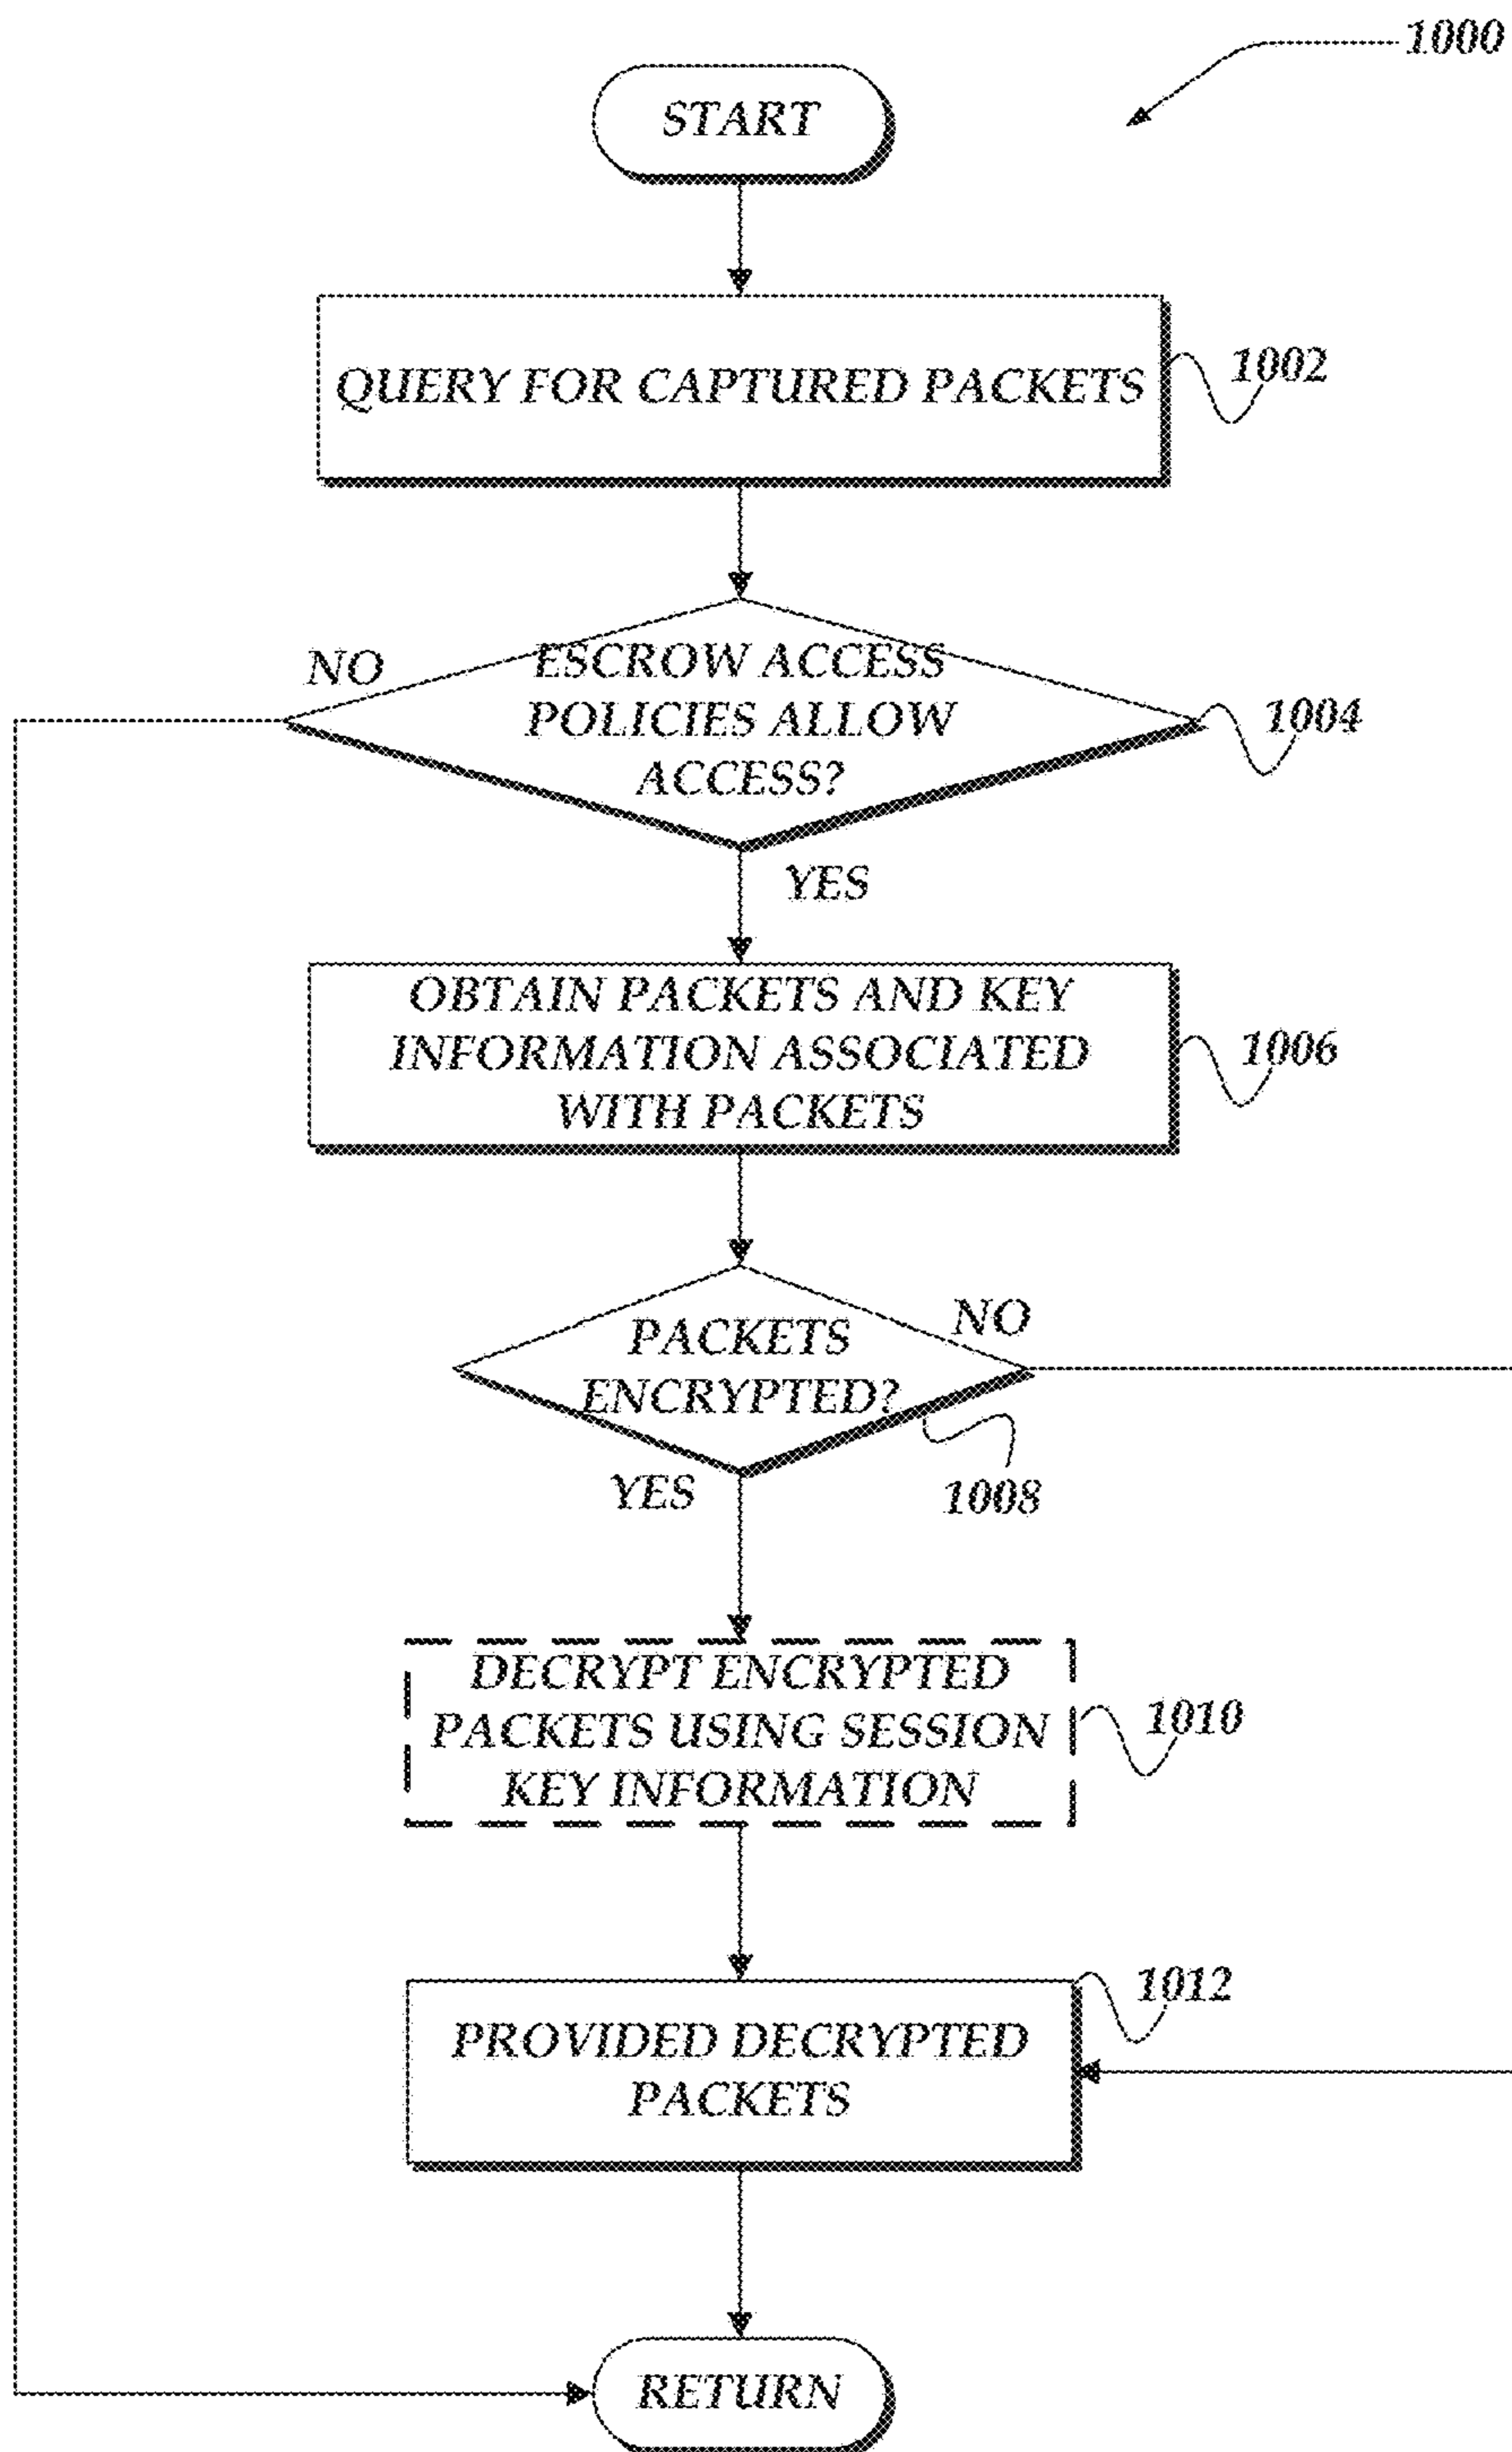 1000
START
QUERY FOR CAPTURED PACKETS
1002
NO
ESCROW ACCESS
POLICIES ALLOW
ACCESS?
1004
YES
OBTAIN PACKETS AND KEY
INFORMATION ASSOCIATED
WITH PACKETS
1006
PACKETS
ENCRYPTED?
NO
YES
1008
DECRYPT ENCRYPTED
PACKETS USING SESSION
KEY INFORMATION
1010
PROVIDED DECRYPTED
PACKETS
1012
RETURN